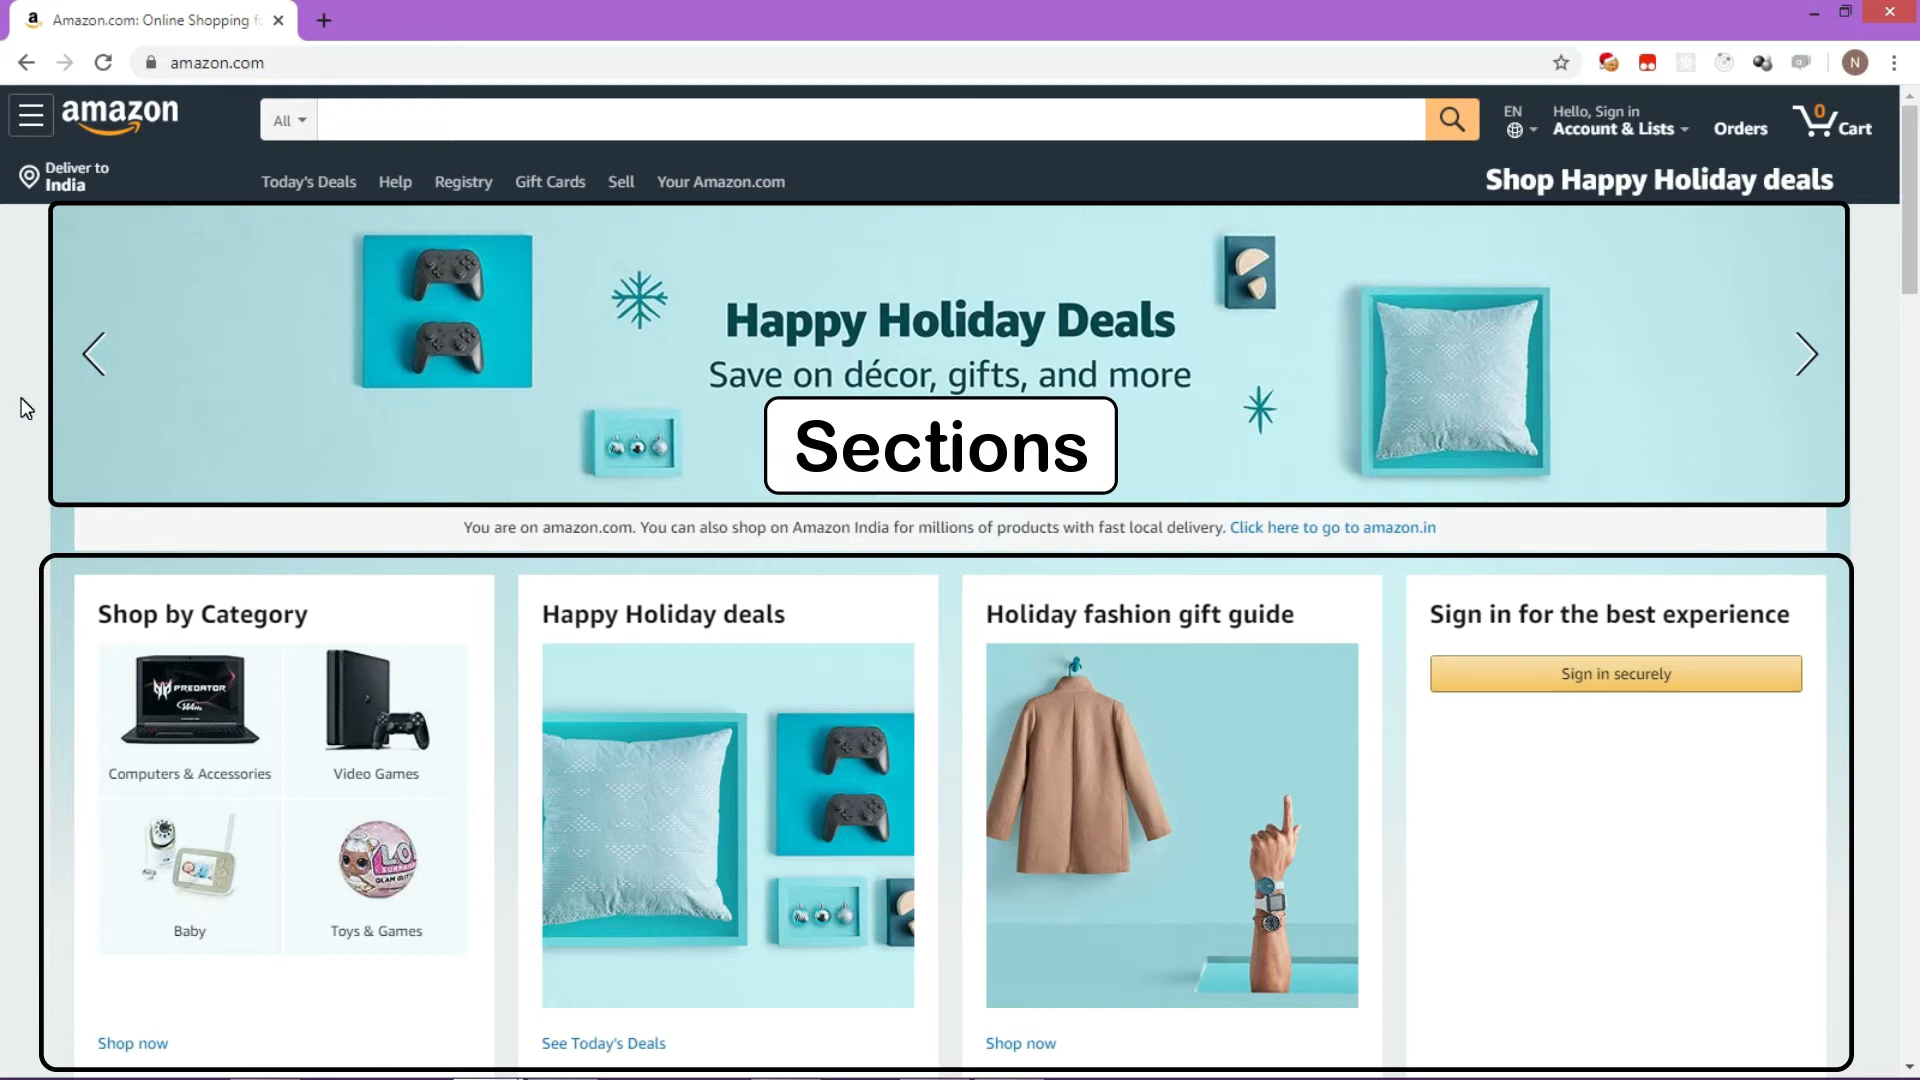 Amazon.com: Online Shopping f
amazon.com
N
amazon
All
EN
Hello, Sign in
Account & Lists
Orders
0
Cart
Deliver to
India
Today's Deals
Help
Registry
Gift Cards
Sell
Your Amazon.com
Shop Happy Holiday deals
Happy Holiday Deals
Save on décor, gifts, and more
Sections
You are on amazon.com. You can also shop on Amazon India for millions of products with fast local delivery. Click here to go to amazon.in
Shop by Category
PREDATOR
144Hz
Computers & Accessories
Video Games
L.O.L
SURPRISE
Baby
Toys & Games
Shop now
Happy Holiday deals
See Today's Deals
Holiday fashion gift guide
Shop now
Sign in for the best experience
Sign in securely